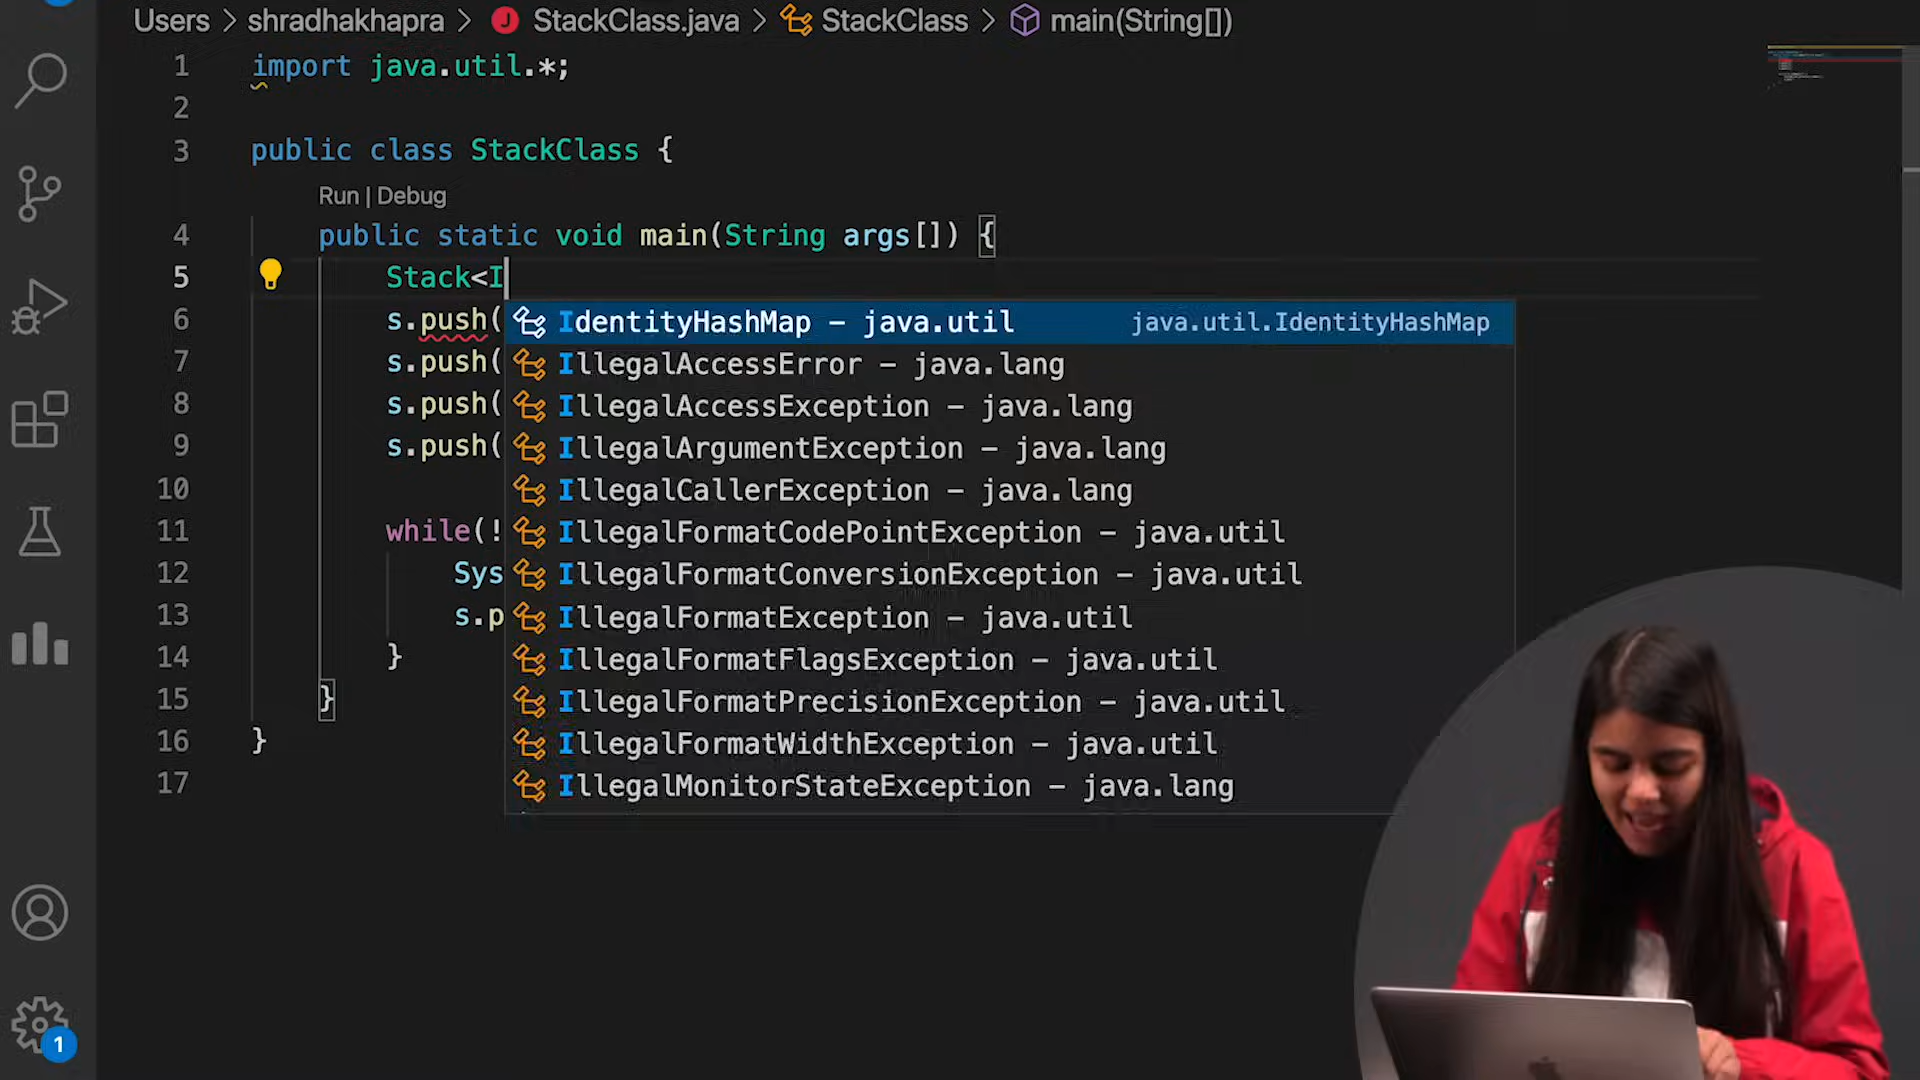 Users > shradhakhapra > J StackClass.java > StackClass > main(String[])
1 import java.util.*;
2
3 public class StackClass {
Run | Debug
4 public static void main(String args[]) {
5 Stack<I
6 s.push(
7 s.push(
8 s.push(
9 s.push(
10
11 while(!
12 Sys
13 s.p
14 }
15 }
16 }
17
IdentityHashMap – java.util java.util.IdentityHashMap
IllegalAccessError – java.lang
IllegalAccessException – java.lang
IllegalArgumentException – java.lang
IllegalCallerException – java.lang
IllegalFormatCodePointException – java.util
IllegalFormatConversionException – java.util
IllegalFormatException – java.util
IllegalFormatFlagsException – java.util
IllegalFormatPrecisionException – java.util
IllegalFormatWidthException – java.util
IllegalMonitorStateException – java.lang
1